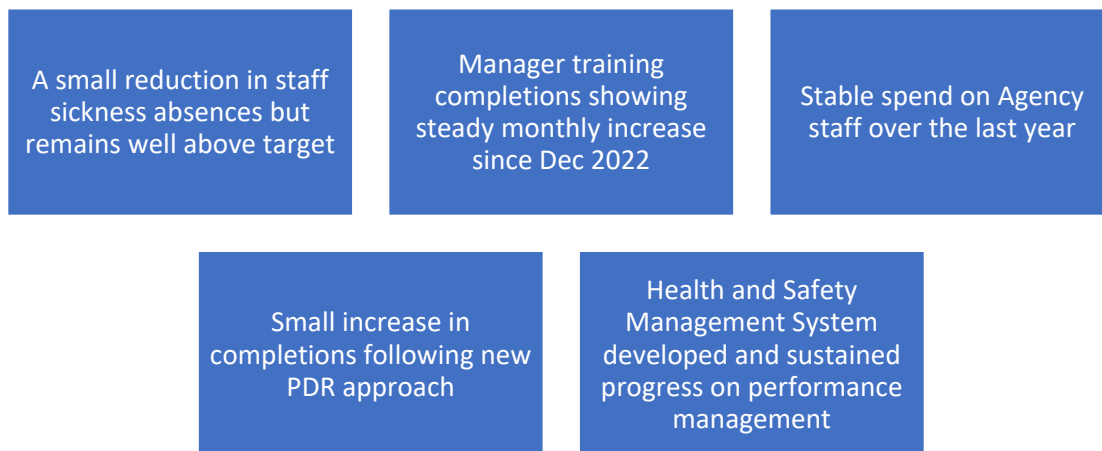 A small reduction in staff
sickness absences but
remains well above target
Manager training
completions showing
steady monthly increase
since Dec 2022
Stable spend on Agency
staff over the last year
Small increase in
completions following new
PDR approach
Health and Safety
Management System
developed and sustained
progress on performance
management